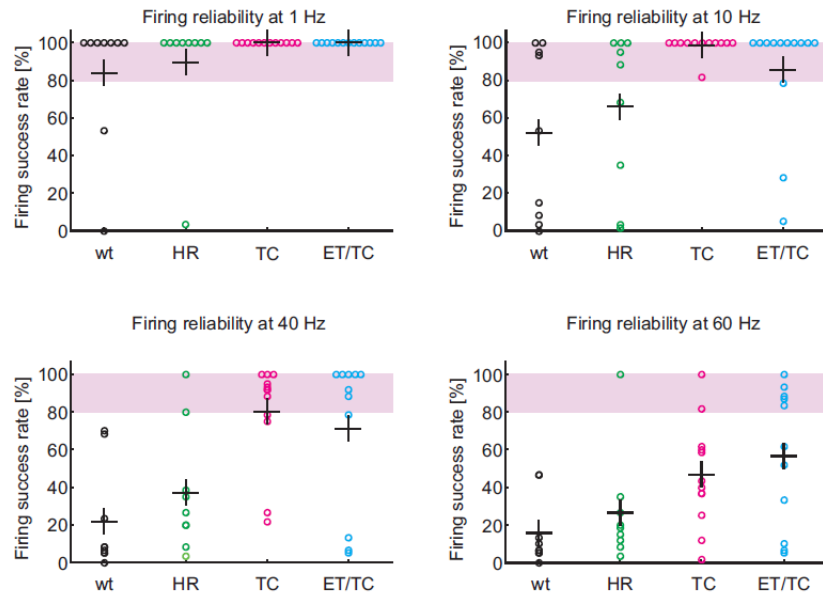 Firing reliability at 1 Hz
Firing success rate [%]
100
80
60
40
20
0
wt HR TC ET/TC
Firing reliability at 10 Hz
Firing success rate [%]
100
80
60
40
20
0
wt HR TC ET/TC
Firing reliability at 40 Hz
Firing success rate [%]
100
80
60
40
20
0
wt HR TC ET/TC
Firing reliability at 60 Hz
Firing success rate [%]
100
80
60
40
20
0
wt HR TC ET/TC